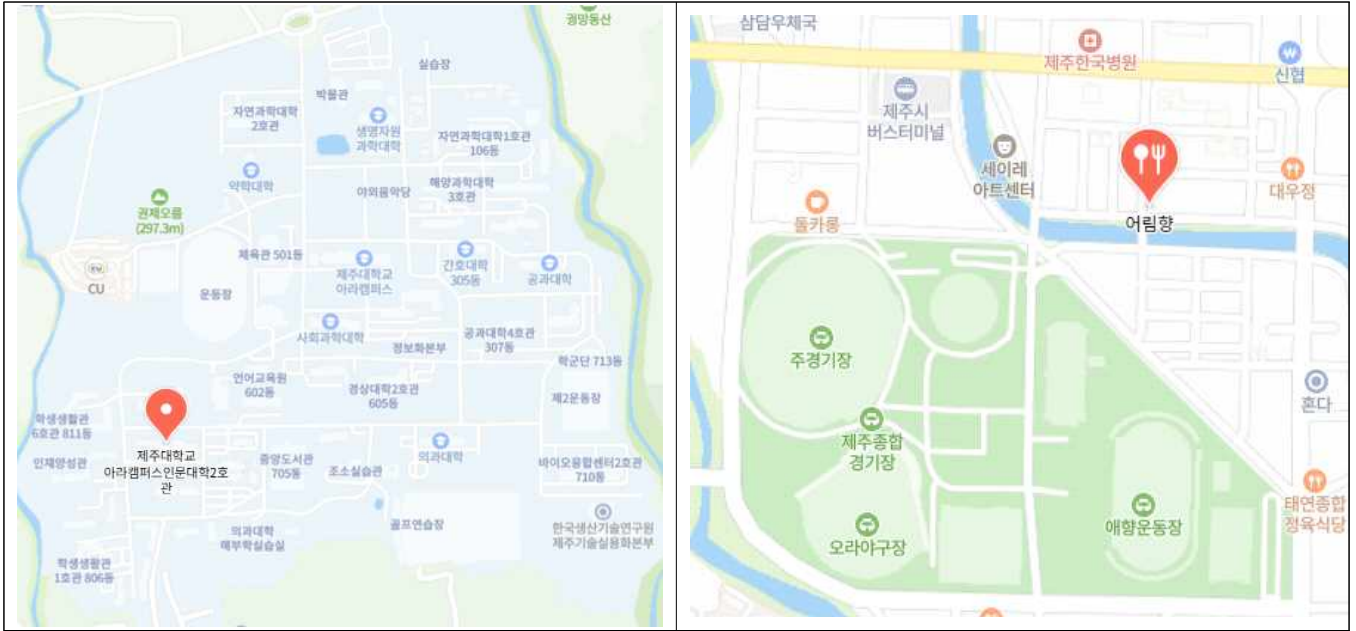 굉망동산
실습장
박물관
자연과학대학
2호관
생명자원
과학대학
자연과학대학1호관
106동
약학대학
야외음악당
해양과학대학
3호관
권제오름
(297.3m)
CU
CU
체육관 501동
운동장
제주대학교
아라캠퍼스
간호대학
305동
공과대학
사회과학대학
정보화본부
공과대학4호관
307동
학군단 713동
언어교육원
602동
경상대학2호관
605동
제2운동장
학생생활관
6호관 811동
인재양성관
제주대학교
아라캠퍼스인문대학2호
관
중앙도서관
705동
조소실습관
의과대학
바이오융합센터2호관
710동
의과대학
해부학실습실
골프연습장
한국생산기술연구원
제주기술실용화본부
학생생활관
1호관 806동
삼담우체국
제주한국병원
신협
제주시
버스터미널
세이레
아트센터
대우정
돌카롱
어림향
주경기장
혼다
제주종합
경기장
태연종합
정육식당
애향운동장
오라야구장